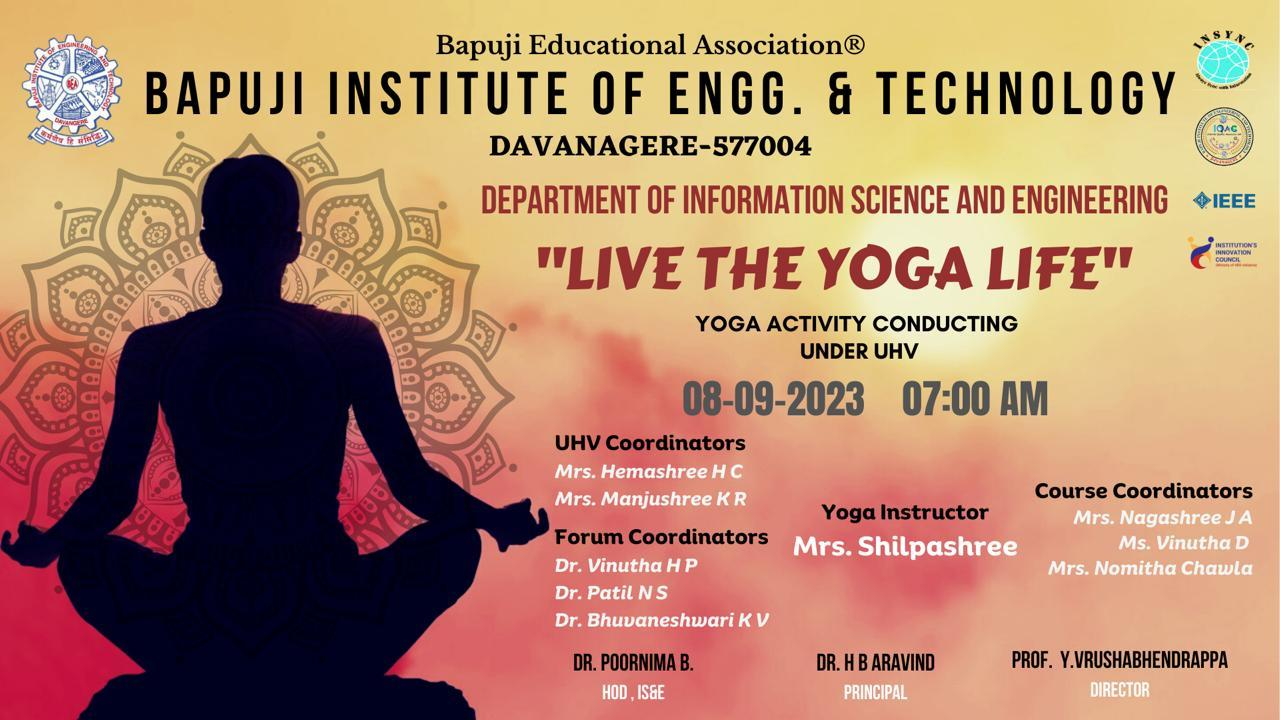 Bapuji Educational Association®
BAPUJI INSTITUTE OF ENGG. & TECHNOLOGY
DAVANAGERE-577004
DEPARTMENT OF INFORMATION SCIENCE AND ENGINEERING
"LIVE THE YOGA LIFE"
YOGA ACTIVITY CONDUCTING
UNDER UHV
08-09-2023 07:00 AM
UHV Coordinators
Mrs. Hemashree H C
Mrs. Manjushree K R
Forum Coordinators
Dr. Vinutha H P
Dr. Patil N S
Dr. Bhuvaneshwari K V
Yoga Instructor
Mrs. Shilpashree
Course Coordinators
Mrs. Nagashree J A
Ms. Vinutha D
Mrs. Nomitha Chawla
DR. POORNIMA B.
HOD , IS&E
DR. H B ARAVIND
PRINCIPAL
PROF. Y.VRUSHABHENDRAPPA
DIRECTOR
INSYNC
IQAC
IEEE
INSTITUTION'S
INNOVATION
COUNCIL